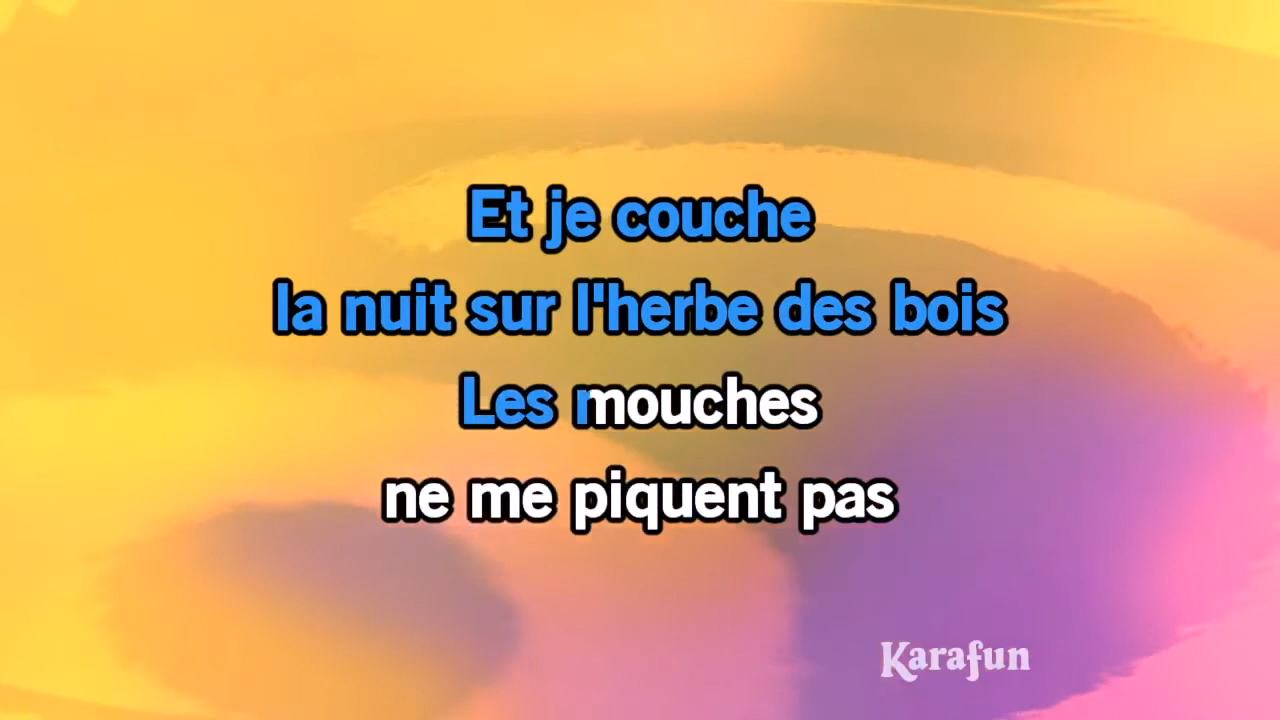 Et je couche
la nuit sur l'herbe des bois
Les mouches
ne me piquent pas
Karafun